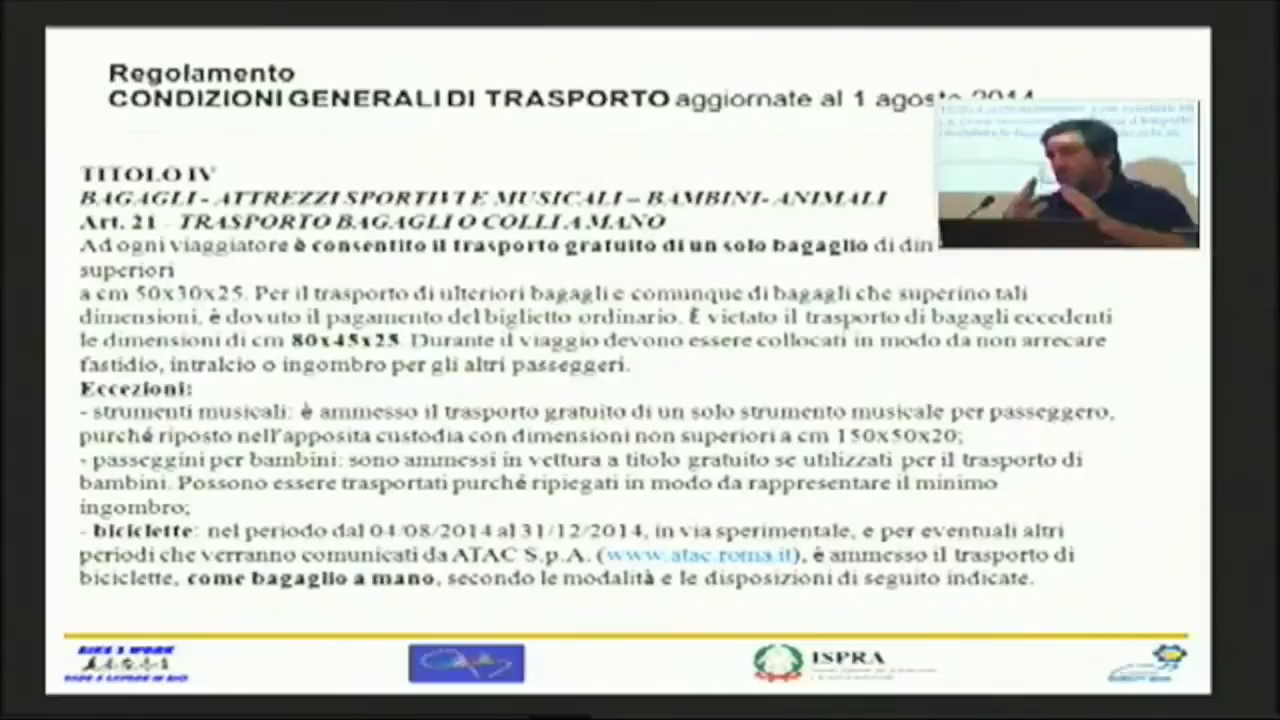 Regolamento
CONDIZIONI GENERALI DI TRASPORTO aggiornate al 1 agosto 2014
TITOLO IV
BAGAGLI - ATTREZZI SPORTIVI E MUSICALI – BAMBINI- ANIMALI
Art. 21 - TRASPORTO BAGAGLI O COLLI A MANO
Ad ogni viaggiatore è consentito il trasporto gratuito di un solo bagaglio di dim
superiori
a cm 50x30x25. Per il trasporto di ulteriori bagagli e comunque di bagagli che superino tali
dimensioni, è dovuto il pagamento del biglietto ordinario. È vietato il trasporto di bagagli eccedenti
le dimensioni di cm 80x45x25. Durante il viaggio devono essere collocati in modo da non arrecare
fastidio, intralcio o ingombro per gli altri passeggeri.
Eccezioni:
- strumenti musicali: è ammesso il trasporto gratuito di un solo strumento musicale per passeggero,
purché riposto nell'apposita custodia con dimensioni non superiori a cm 150x50x20;
- passeggini per bambini: sono ammessi in vettura a titolo gratuito se utilizzati per il trasporto di
bambini. Possono essere trasportati purché ripiegati in modo da rappresentare il minimo
ingombro;
- biciclette: nel periodo dal 04/08/2014 al 31/12/2014, in via sperimentale, e per eventuali altri
periodi che verranno comunicati da ATAC S.p.A. (www.atac.roma.it), è ammesso il trasporto di
biciclette, come bagaglio a mano, secondo le modalità e le disposizioni di seguito indicate.
BIKE 2 WORK
ISPRA